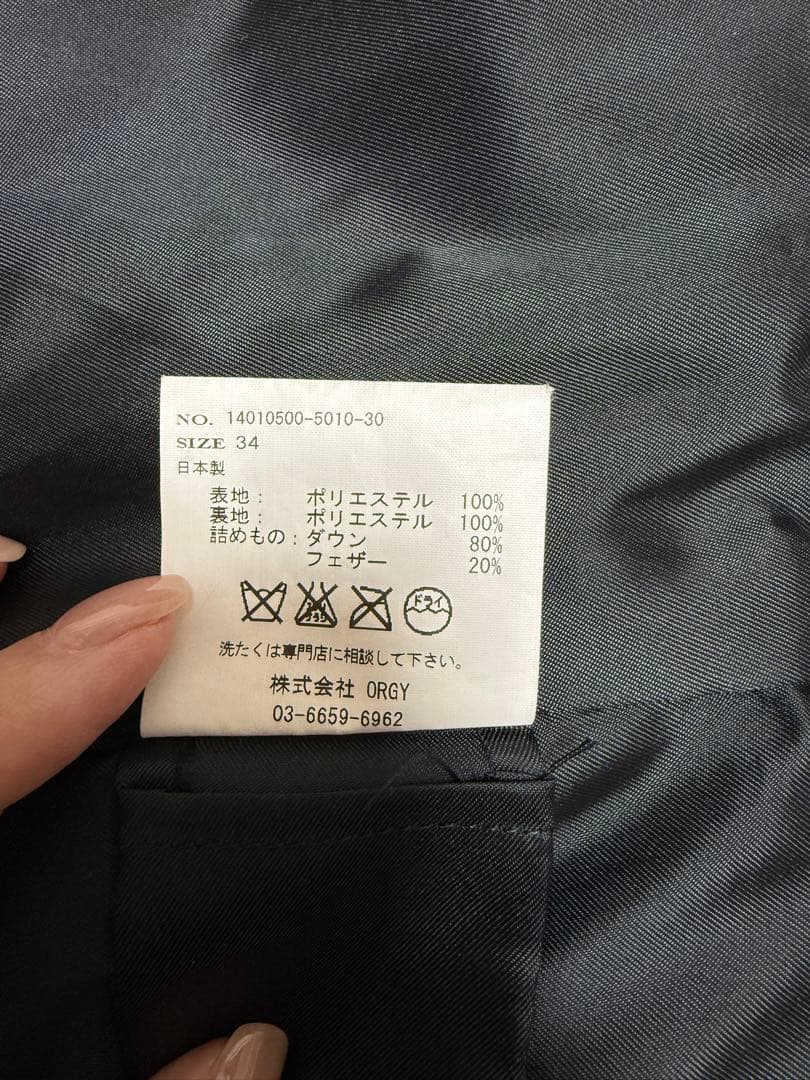 NO. 14010500-5010-30
SIZE 34
日本製
表地： ポリエステル 100%
裏地： ポリエステル 100%
詰めもの：ダウン 80%
フェザー 20%
ドライ
洗たくは専門店に相談して下さい。
株式会社 ORGY
03-6659-6962